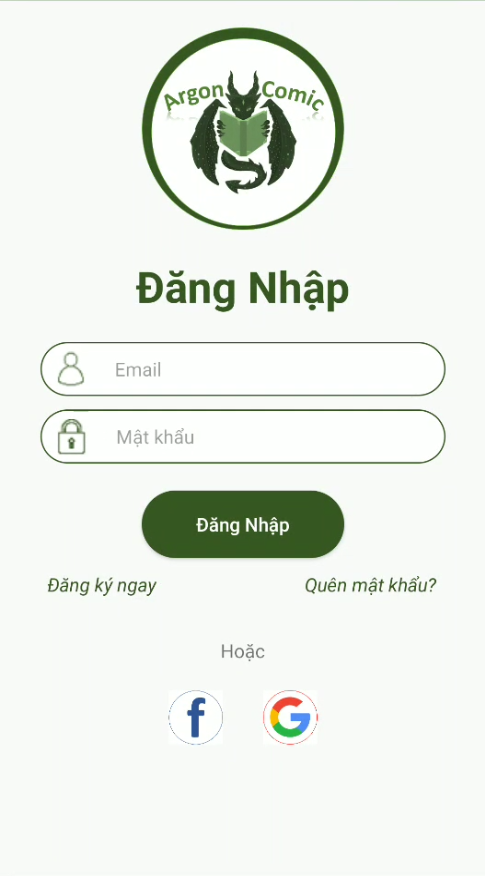 Argon Comic
Đăng Nhập
Email
Mật khẩu
Đăng Nhập
Đăng ký ngay
Quên mật khẩu?
Hoặc
f
G